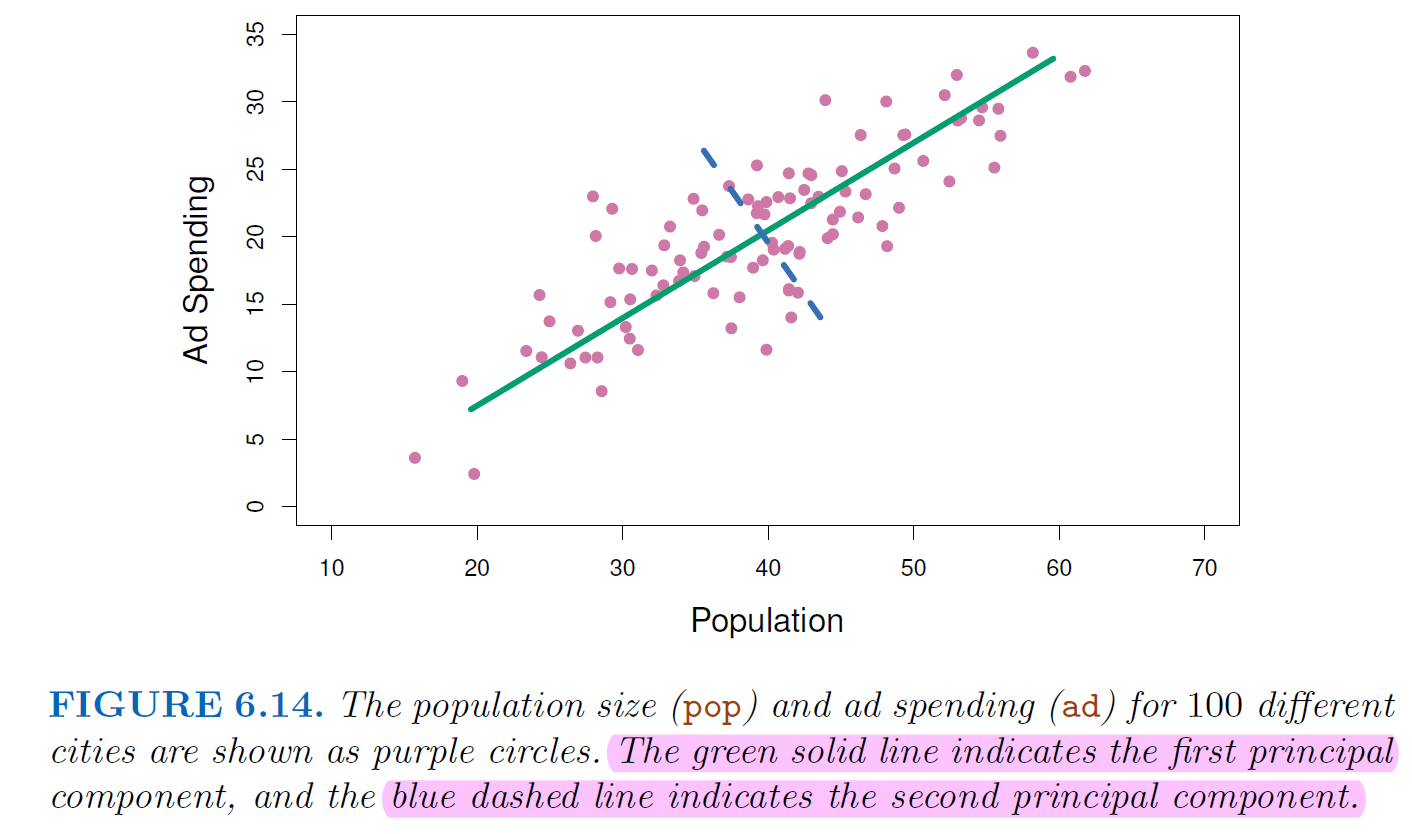 35
30
25
20
15
10
5
0
Ad Spending
10 20 30 40 50 60 70
Population
FIGURE 6.14. The population size (pop) and ad spending (ad) for 100 different
cities are shown as purple circles. The green solid line indicates the first principal
component, and the blue dashed line indicates the second principal component.